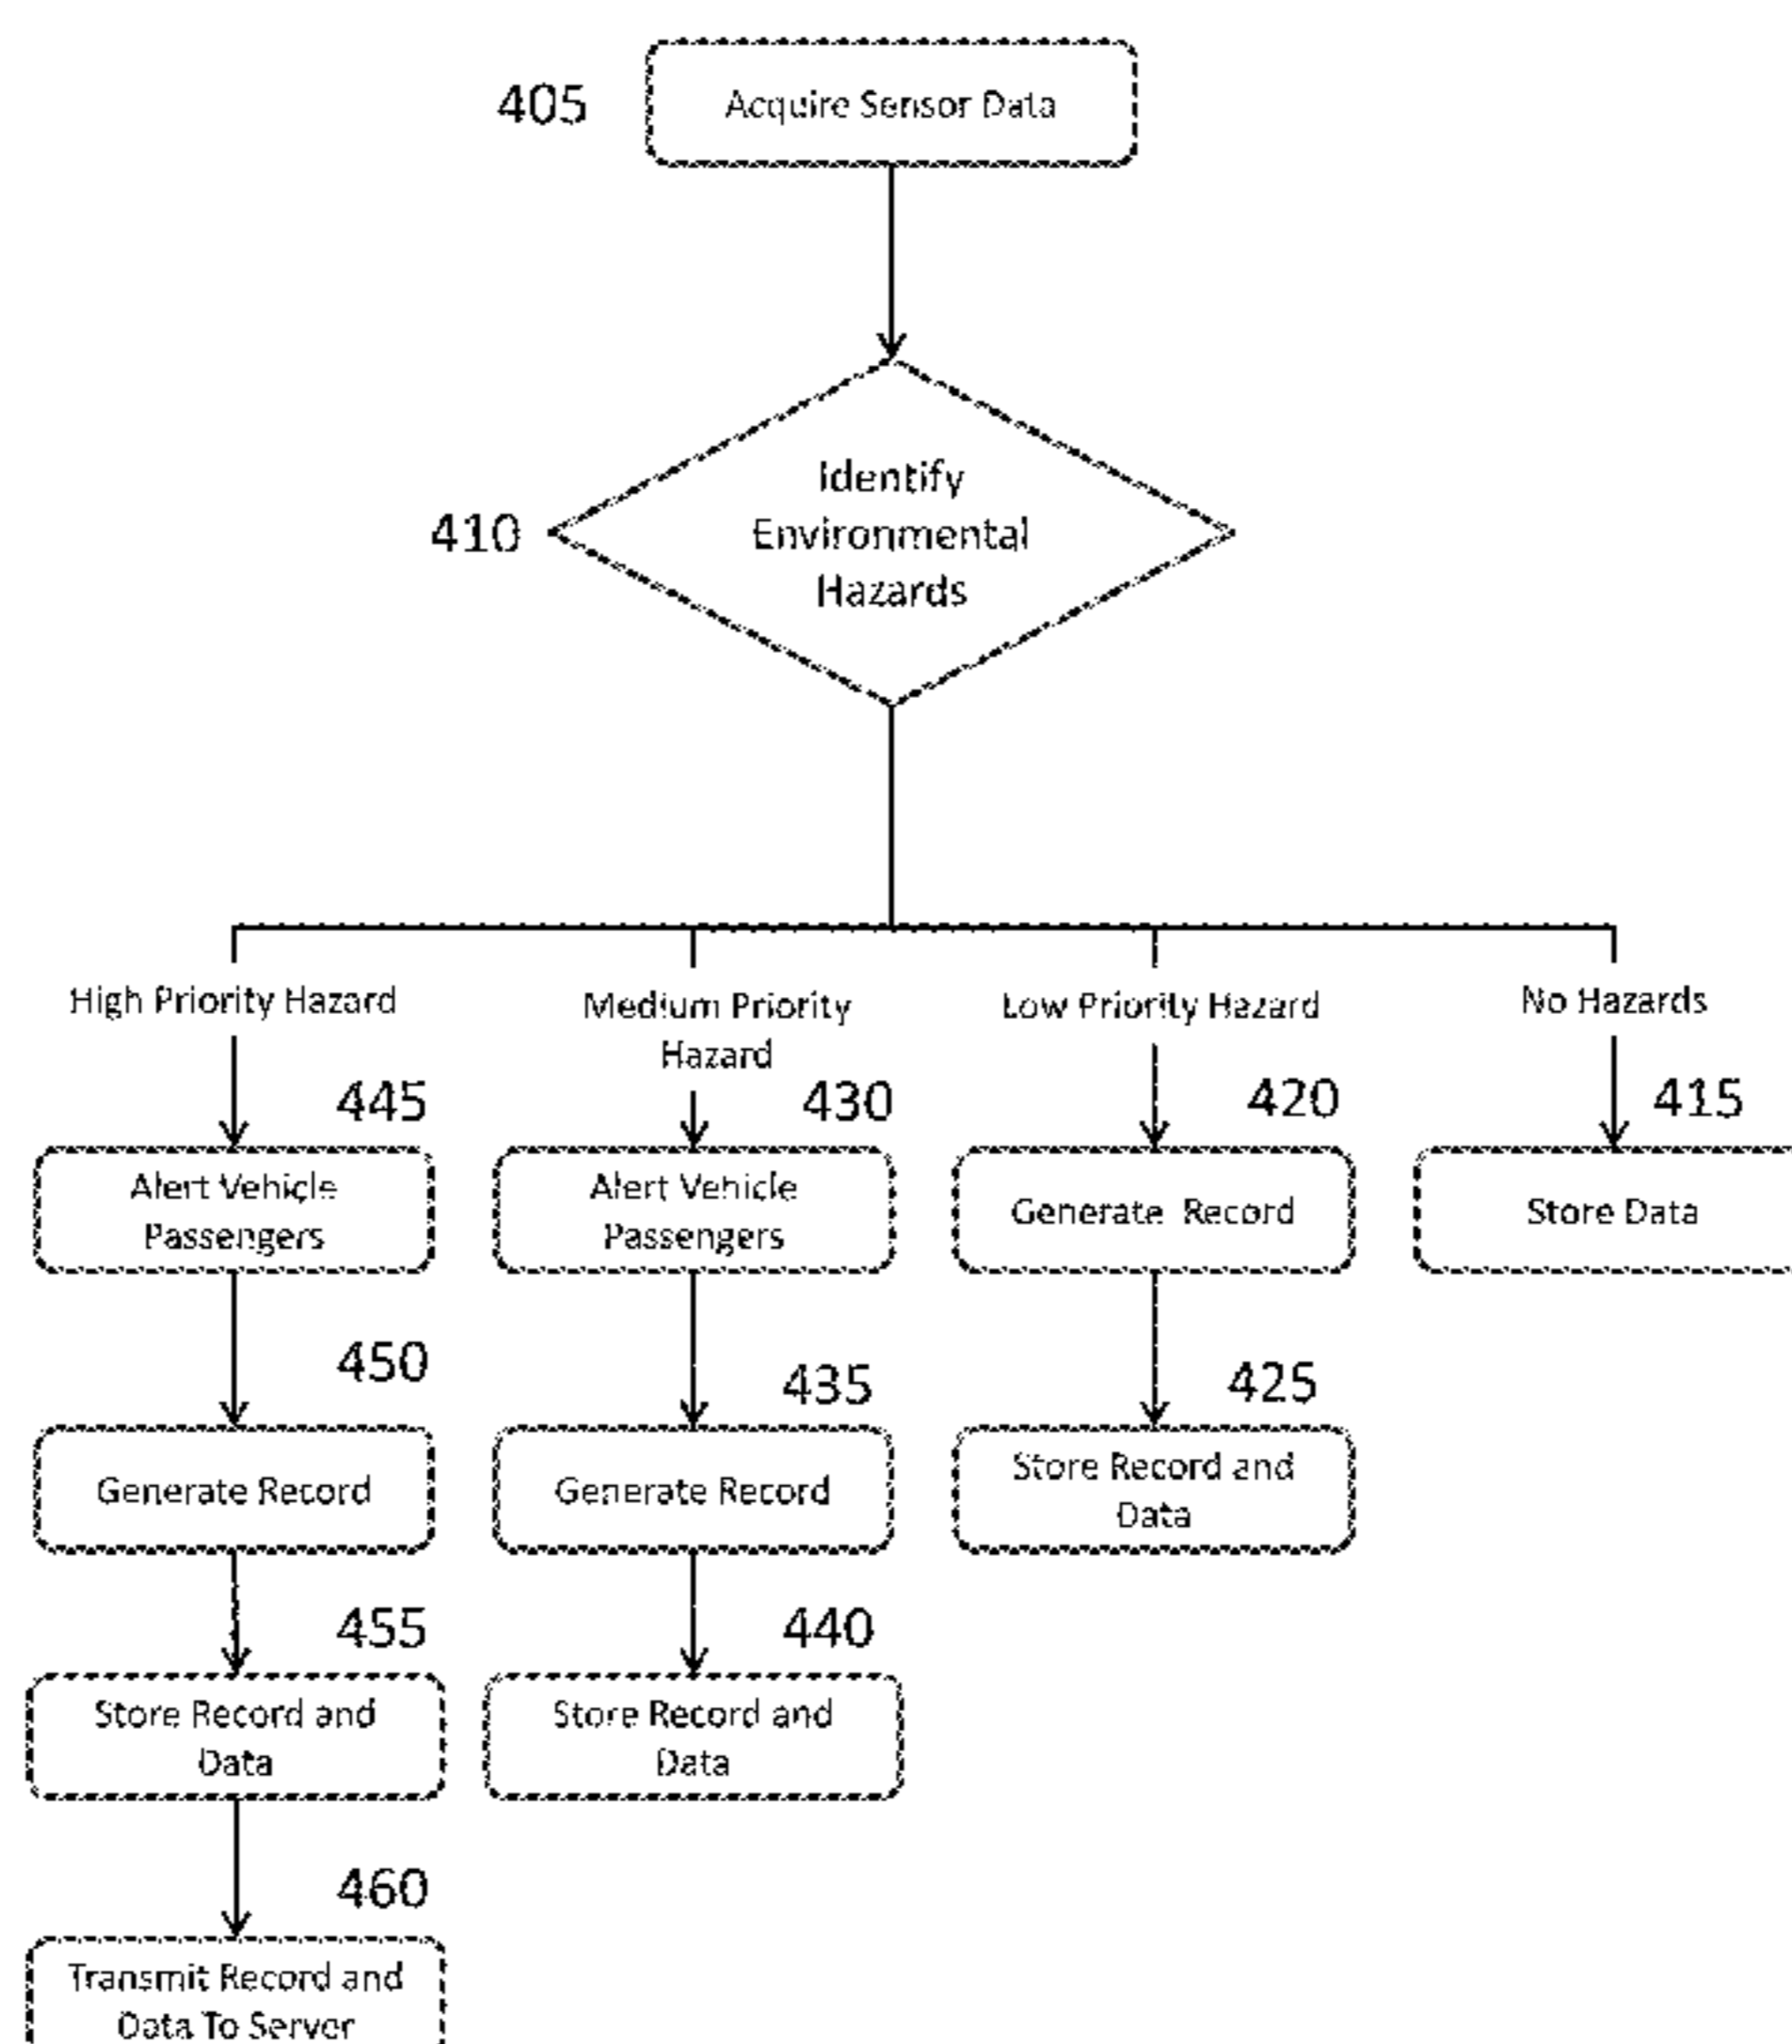 405
Acquire Sensor Data
410
Identify
Environmental
Hazards
High Priority Hazard
Medium Priority
Hazard
Low Priority Hazard
No Hazards
445
430
420
415
Alert Vehicle
Passengers
Alert Vehicle
Passengers
Generate Record
Store Data
450
435
425
Generate Record
Generate Record
Store Record and
Data
455
440
Store Record and
Data
Store Record and
Data
460
Transmit Record and
Data To Server